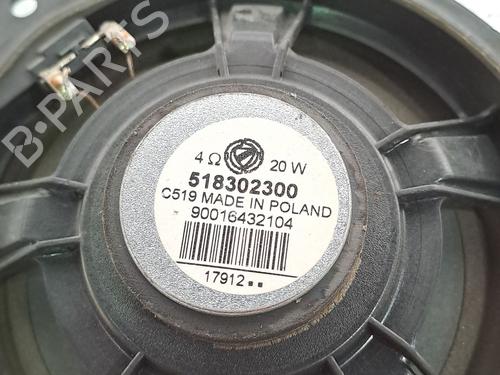 B-PARTS
4 Ω 20 W
518302300
C519 MADE IN POLAND
90016432104
17912..